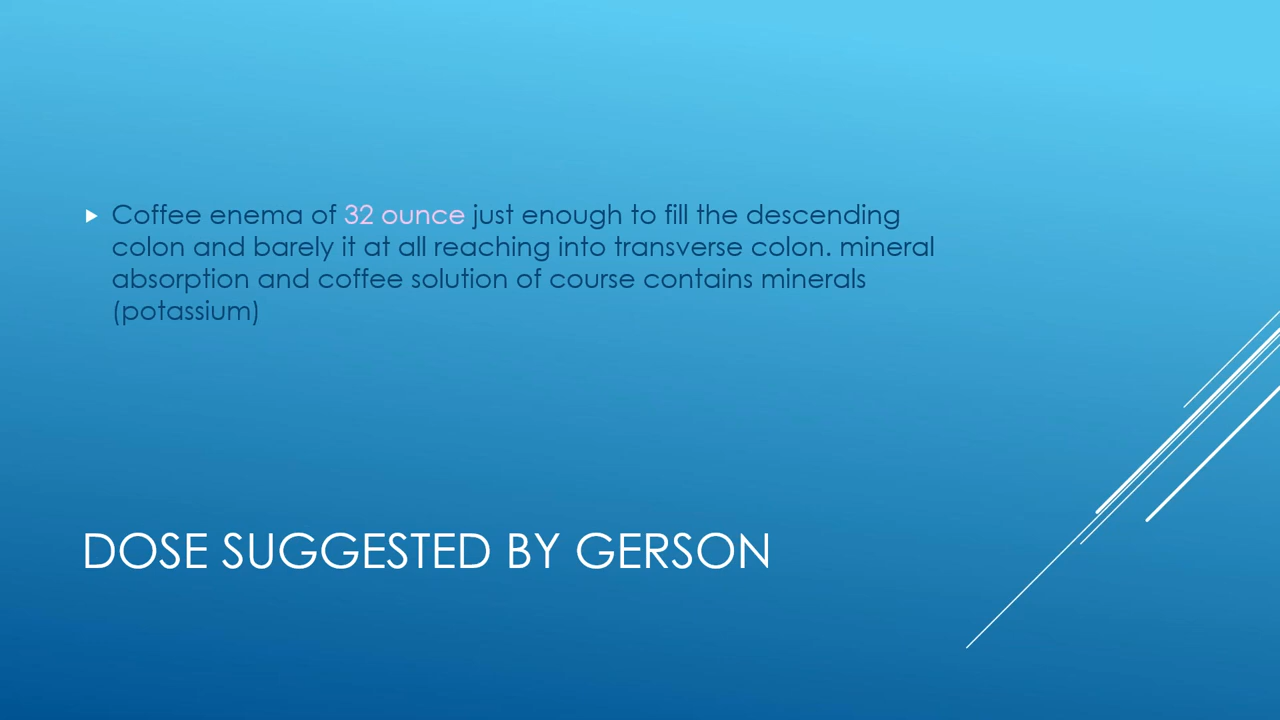 Coffee enema of 32 ounce just enough to fill the descending
colon and barely it at all reaching into transverse colon. mineral
absorption and coffee solution of course contains minerals
(potassium)
DOSE SUGGESTED BY GERSON